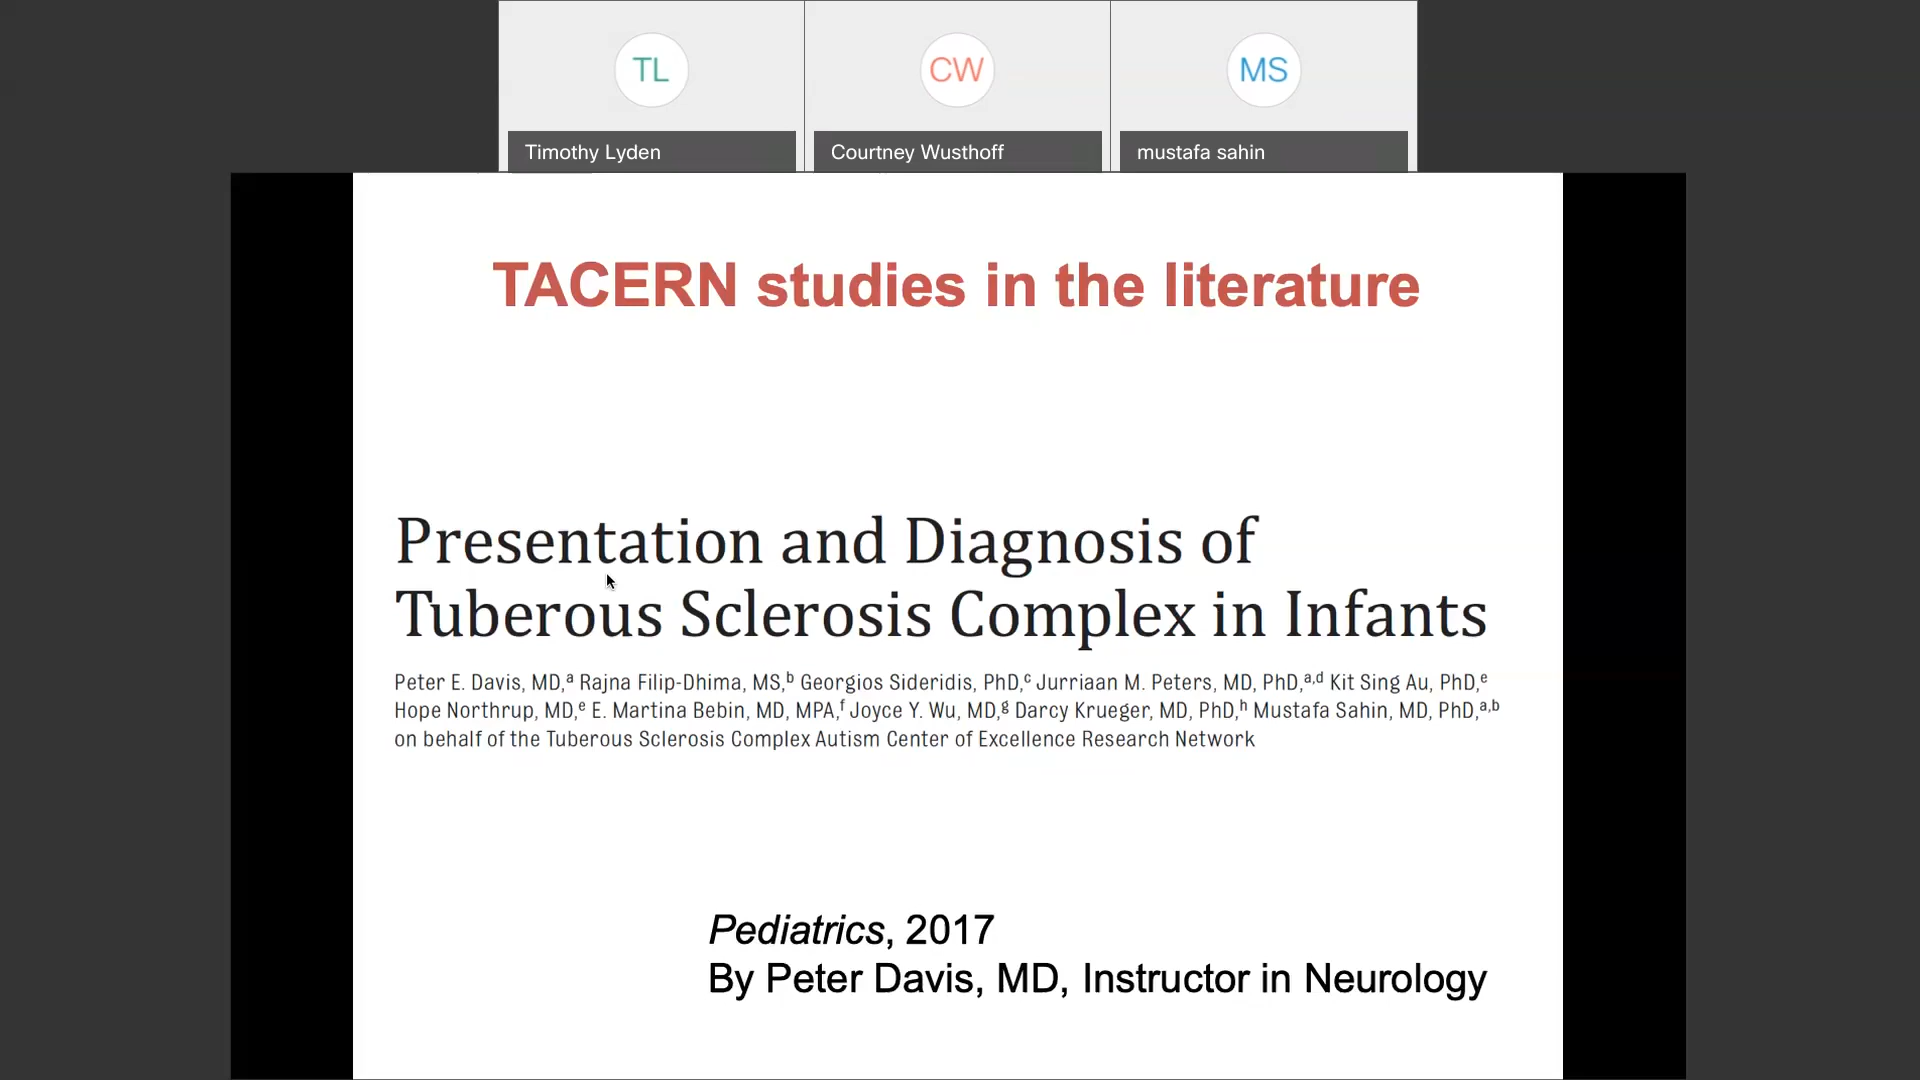 TL
CW
MS
Timothy Lyden
Courtney Wusthoff
mustafa sahin
TACERN studies in the literature
Presentation and Diagnosis of
Tuberous Sclerosis Complex in Infants
Peter E. Davis, MD,ᵃ Rajna Filip-Dhima, MS,ᵇ Georgios Sideridis, PhD,ᶜ Jurriaan M. Peters, MD, PhD,ᵃ,ᵈ Kit Sing Au, PhD,ᵉ
Hope Northrup, MD,ᵉ E. Martina Bebin, MD, MPA,ᶠ Joyce Y. Wu, MD,ᵍ Darcy Krueger, MD, PhD,ʰ Mustafa Sahin, MD, PhD,ᵃ,ᵇ
on behalf of the Tuberous Sclerosis Complex Autism Center of Excellence Research Network
Pediatrics, 2017
By Peter Davis, MD, Instructor in Neurology